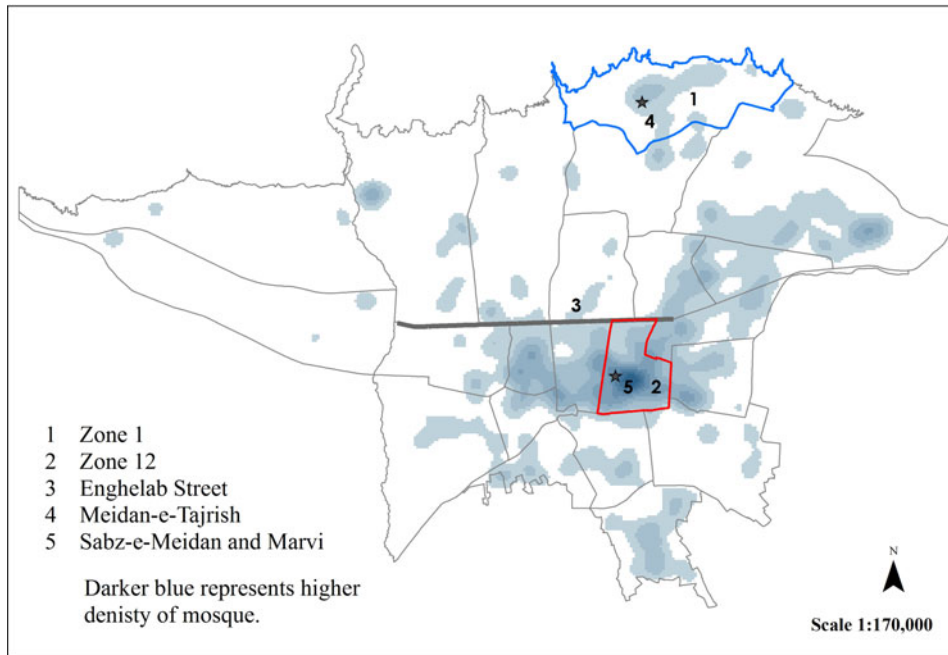 1
4
3
5 2
1 Zone 1
2 Zone 12
3 Enghelab Street
4 Meidan-e-Tajrish
5 Sabz-e-Meidan and Marvi
Darker blue represents higher
denisty of mosque.
N
Scale 1:170,000